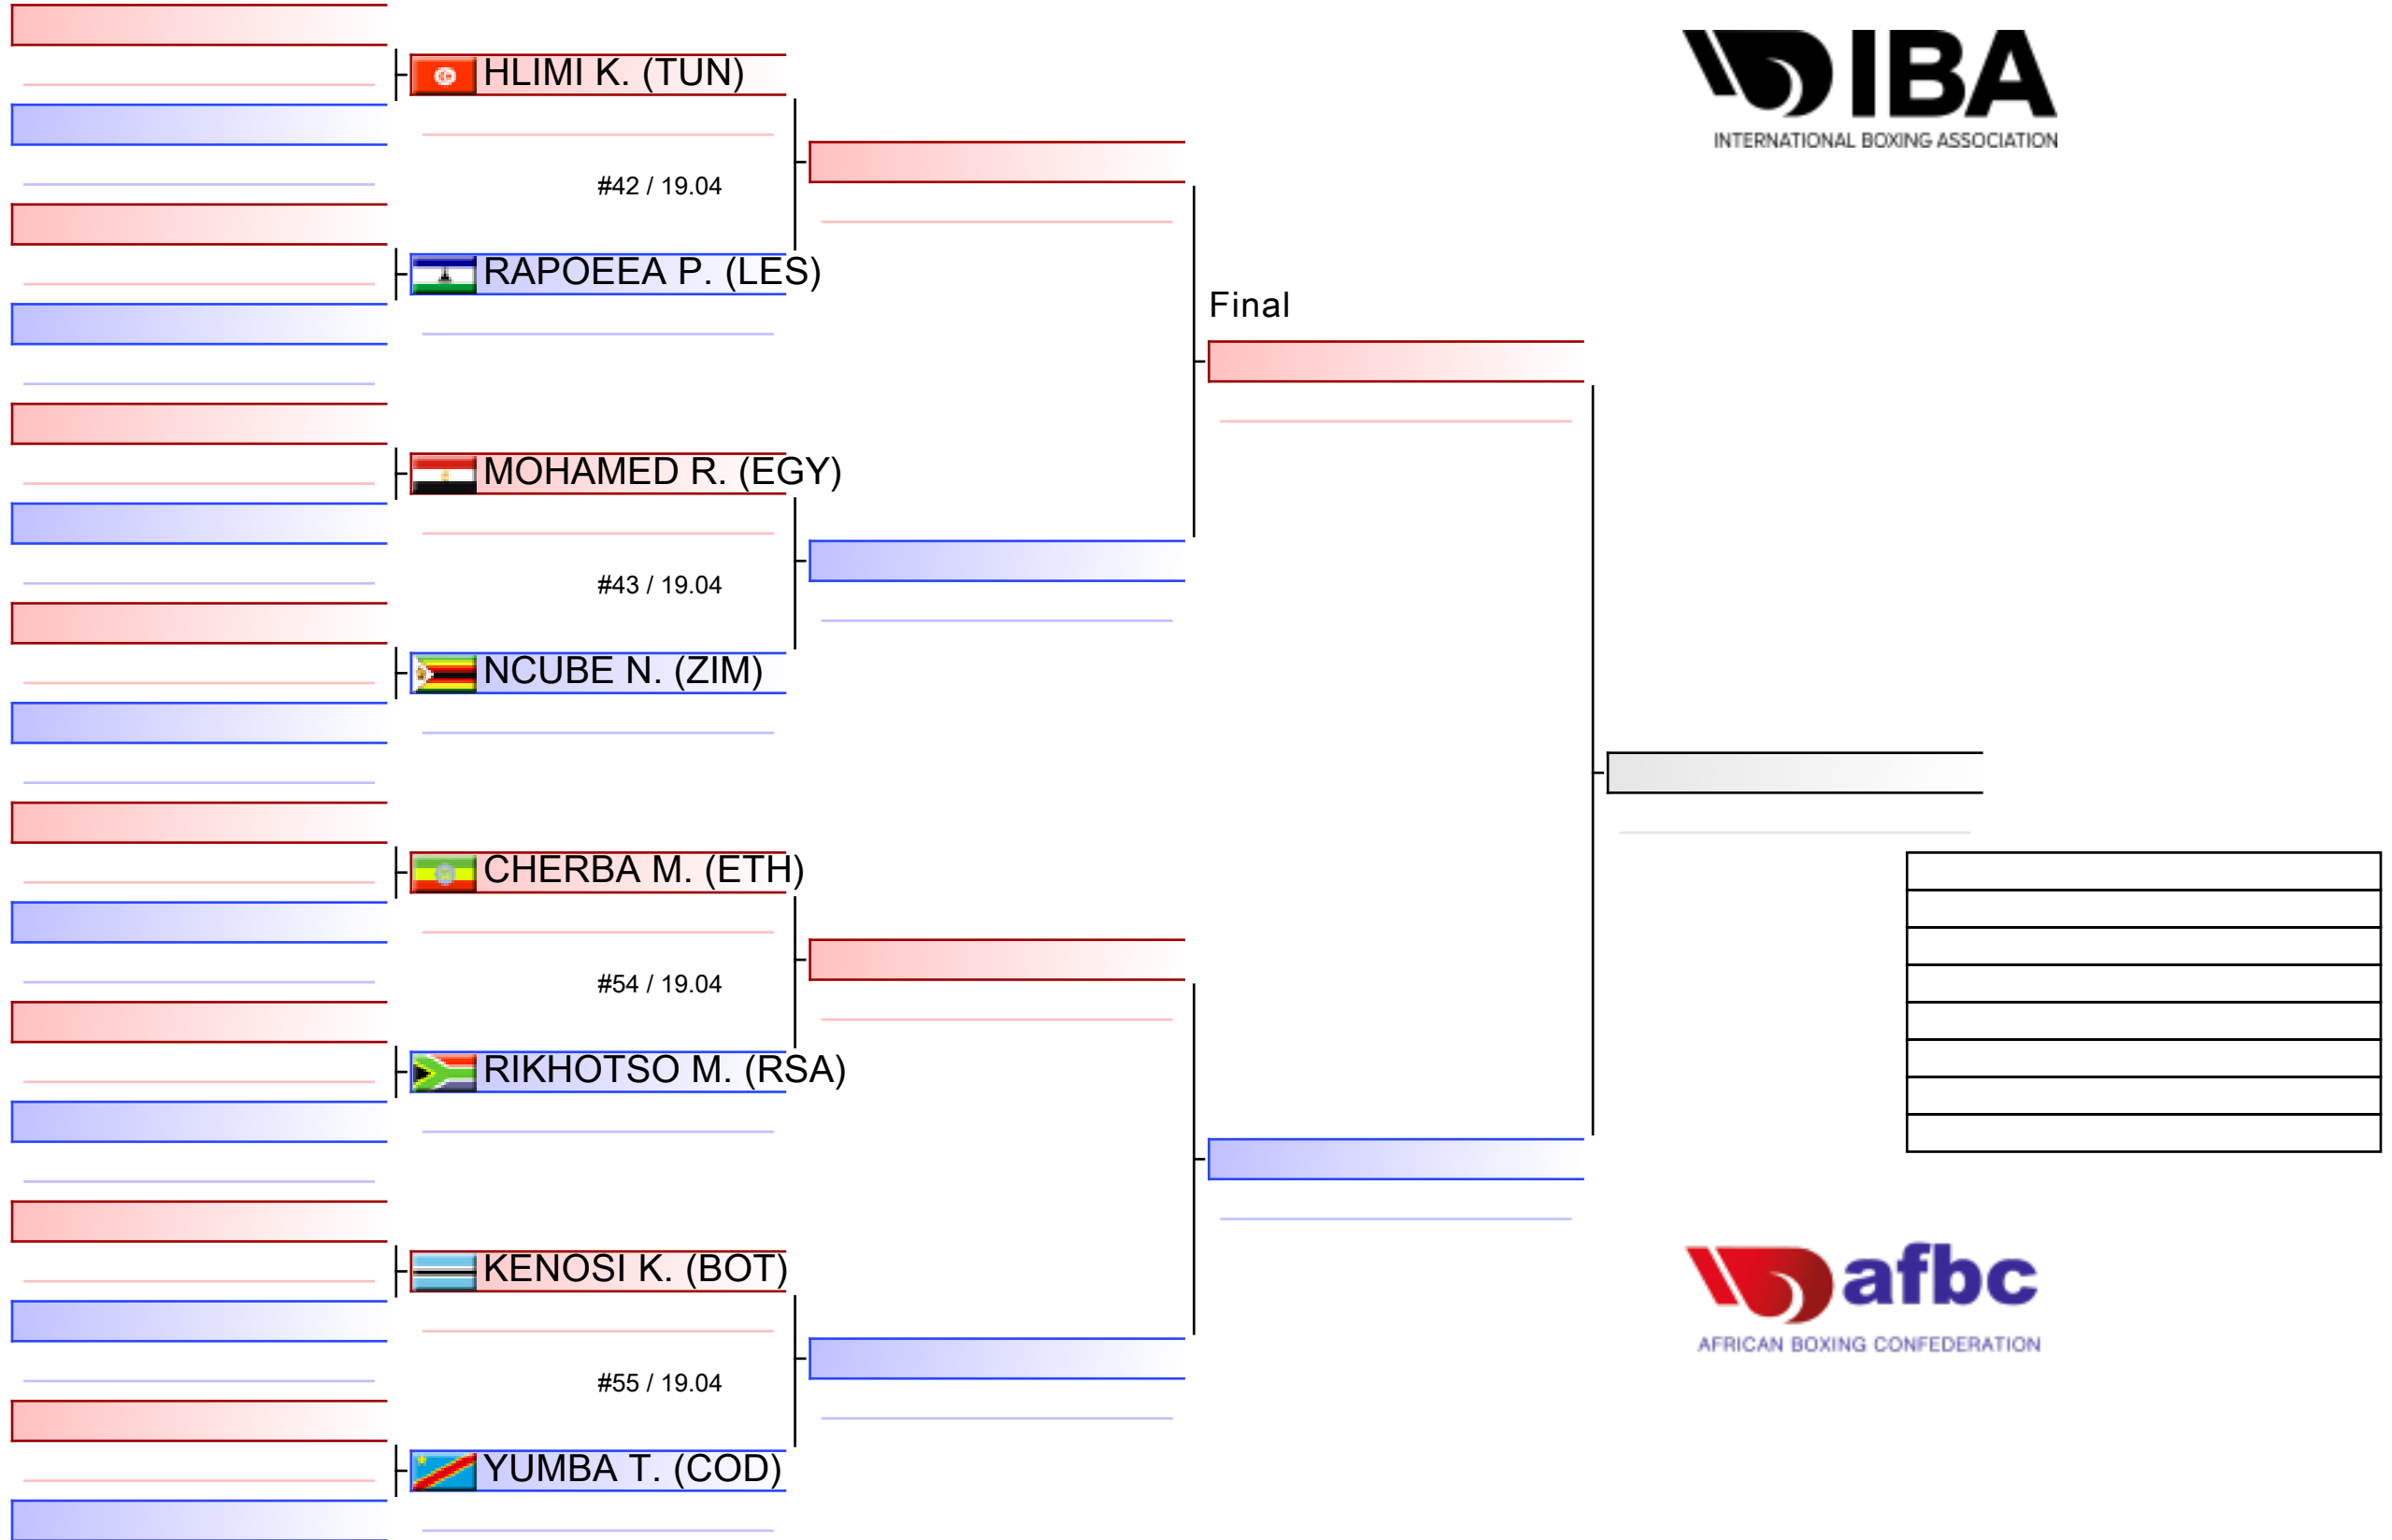 HLIMI K. (TUN)
#42 / 19.04
RAPOEEA P. (LES)
MOHAMED R. (EGY)
#43 / 19.04
NCUBE N. (ZIM)
CHERBA M. (ETH)
#54 / 19.04
RIKHOTSO M. (RSA)
KENOSI K. (BOT)
#55 / 19.04
YUMBA T. (COD)
Final
IBA
INTERNATIONAL BOXING ASSOCIATION
afbc
AFRICAN BOXING CONFEDERATION